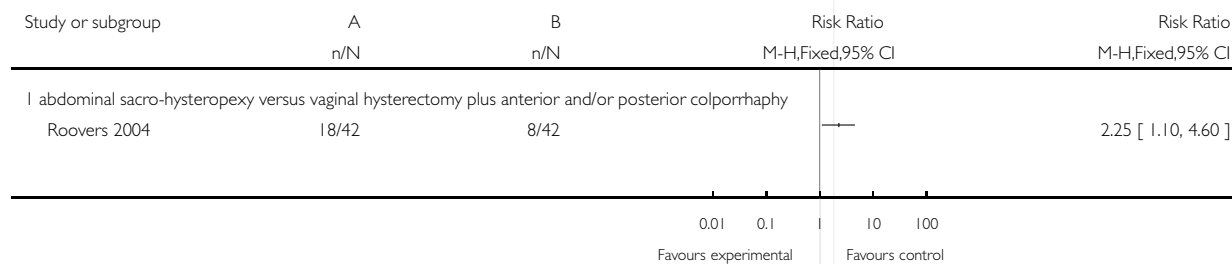 Study or subgroup A B Risk Ratio Risk Ratio
n/N n/N M-H,Fixed,95% CI M-H,Fixed,95% CI
1 abdominal sacro-hysteropexy versus vaginal hysterectomy plus anterior and/or posterior colporrhaphy
Roovers 2004 18/42 8/42 2.25 [ 1.10, 4.60 ]
0.01 0.1 1 10 100
Favours experimental Favours control